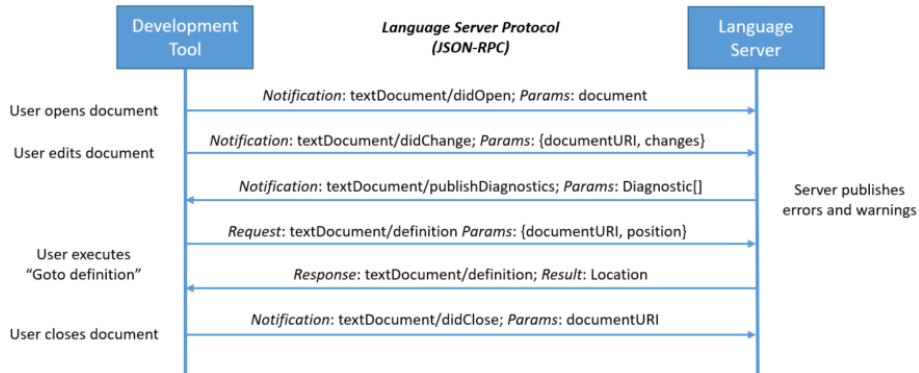 Development
Tool
Language Server Protocol
(JSON-RPC)
Language
Server
Notification: textDocument/didOpen; Params: document
User opens document
Notification: textDocument/didChange; Params: {documentURI, changes}
User edits document
Notification: textDocument/publishDiagnostics; Params: Diagnostic[]
Server publishes
errors and warnings
Request: textDocument/definition Params: {documentURI, position}
User executes
“Goto definition”
Response: textDocument/definition; Result: Location
Notification: textDocument/didClose; Params: documentURI
User closes document